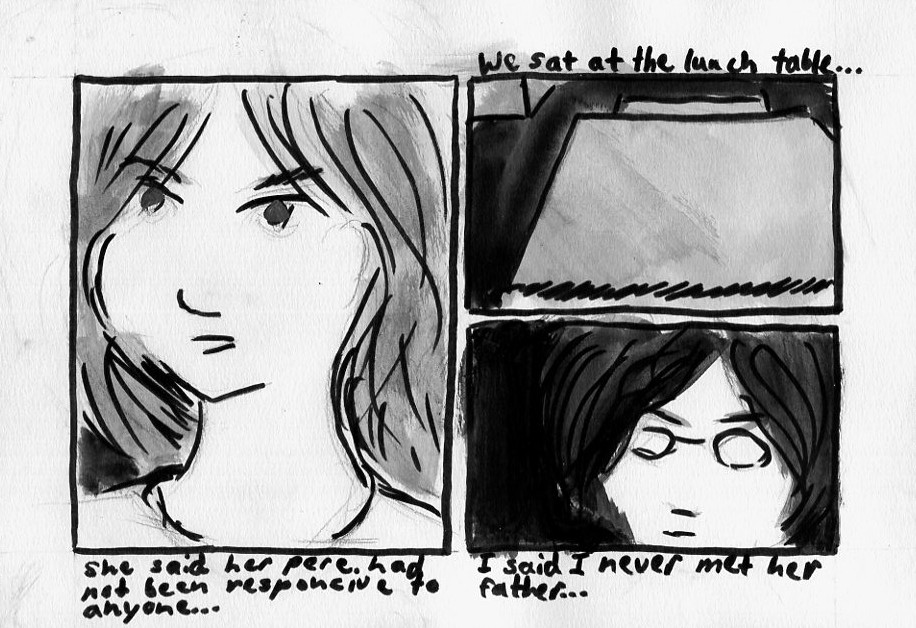 she said her pere. had
not been responcive to
anyone...
We sat at the lunch table...
I said I never met her
father...